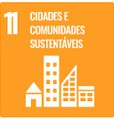 11 CIDADES E
COMUNIDADES
SUSTENTÁVEIS